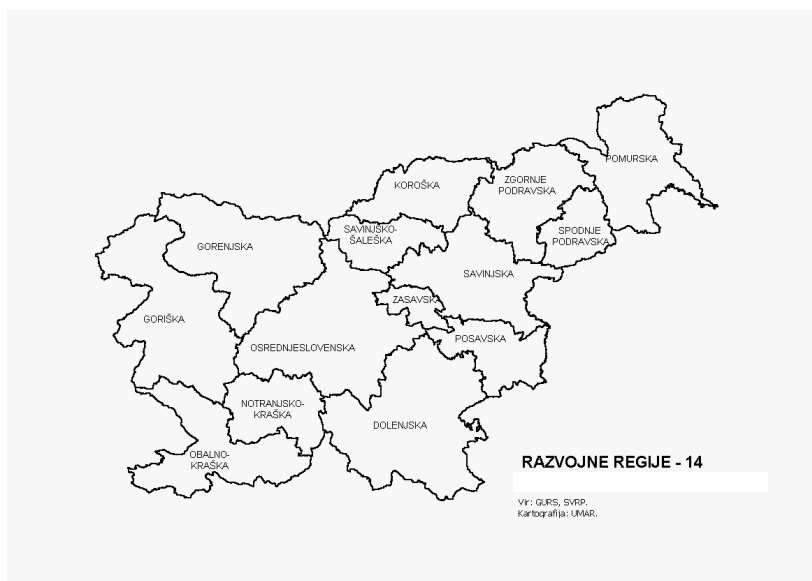 POMURSKA
KOROŠKA
ZGORNJE
PODRAVSKA
SAVINJSKO-
ŠALEŠKA
SPODNJE
PODRAVSKA
GORENJSKA
SAVINJSKA
ZASAVSKA
GORIŠKA
OSREDNJESLOVENSKA
POSAVSKA
NOTRANJSKO-
KRAŠKA
DOLENJSKA
OBALNO-
KRAŠKA
RAZVOJNE REGIJE - 14
Vir: GURS, SVRP.
Kartografija: UMAR.